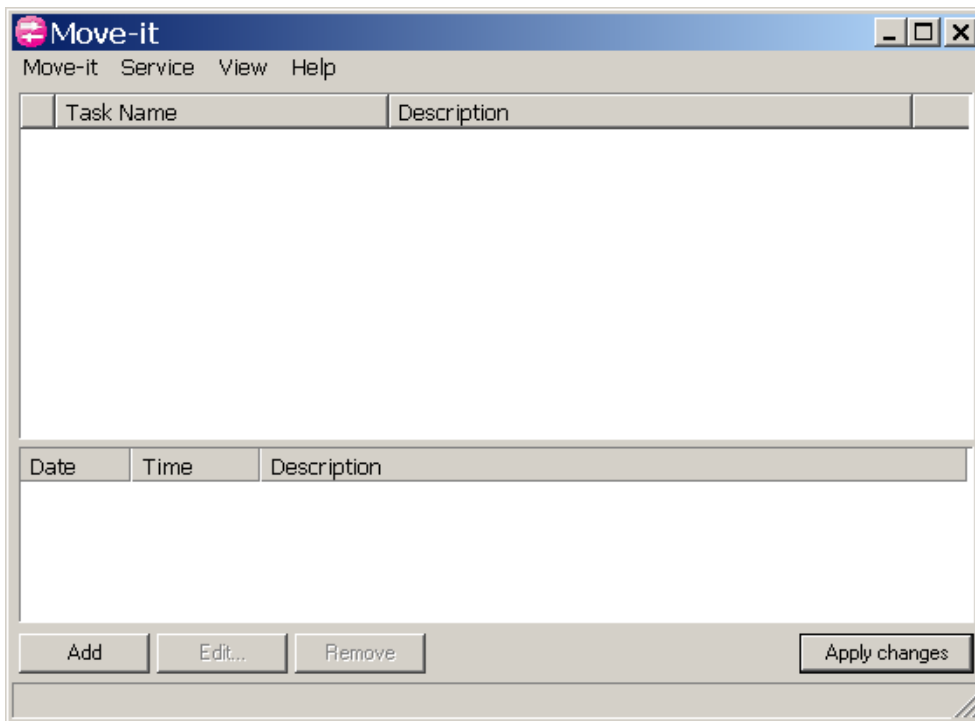 Move-it
Move-it Service View Help
Task Name Description
Date Time Description
Add Edit... Remove Apply changes